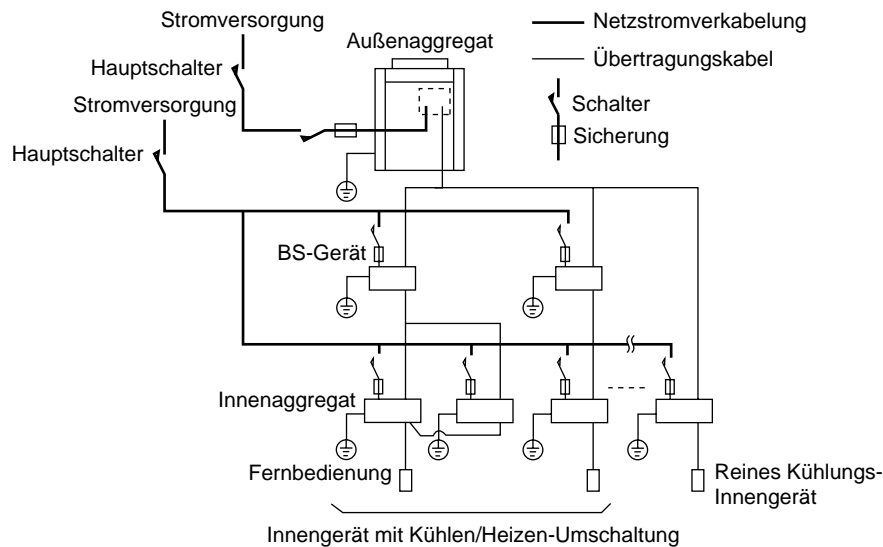 Stromversorgung
Außenaggregat
Hauptschalter
Stromversorgung
Hauptschalter
Netzstromverkabelung
Übertragungskabel
Schalter
Sicherung
BS-Gerät
Innenaggregat
Fernbedienung
Reines Kühlungs-
Innengerät
Innengerät mit Kühlen/Heizen-Umschaltung